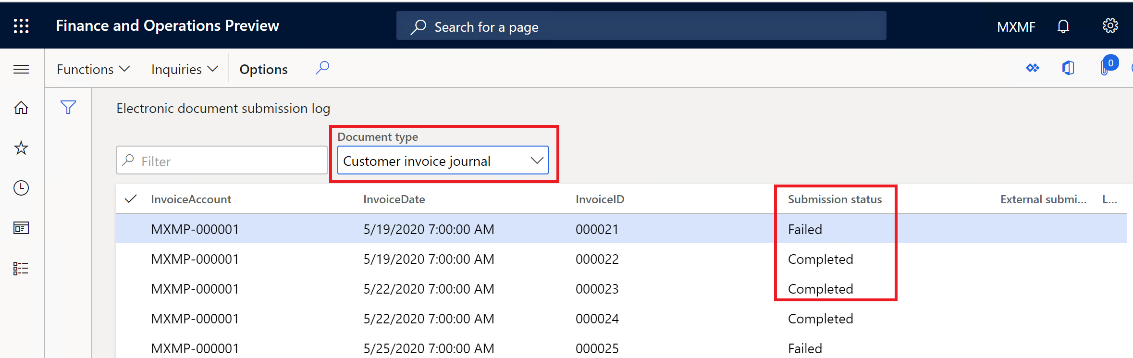 Finance and Operations Preview Search for a page MXMF
Functions Inquiries Options 0
Electronic document submission log
Document type
Filter Customer invoice journal
InvoiceAccount InvoiceDate InvoiceID Submission status External submi... L...
MXMP-000001 5/19/2020 7:00:00 AM 000021 Failed
MXMP-000001 5/19/2020 7:00:00 AM 000022 Completed
MXMP-000001 5/22/2020 7:00:00 AM 000023 Completed
MXMP-000001 5/22/2020 7:00:00 AM 000024 Completed
MXMP-000001 5/25/2020 7:00:00 AM 000025 Failed